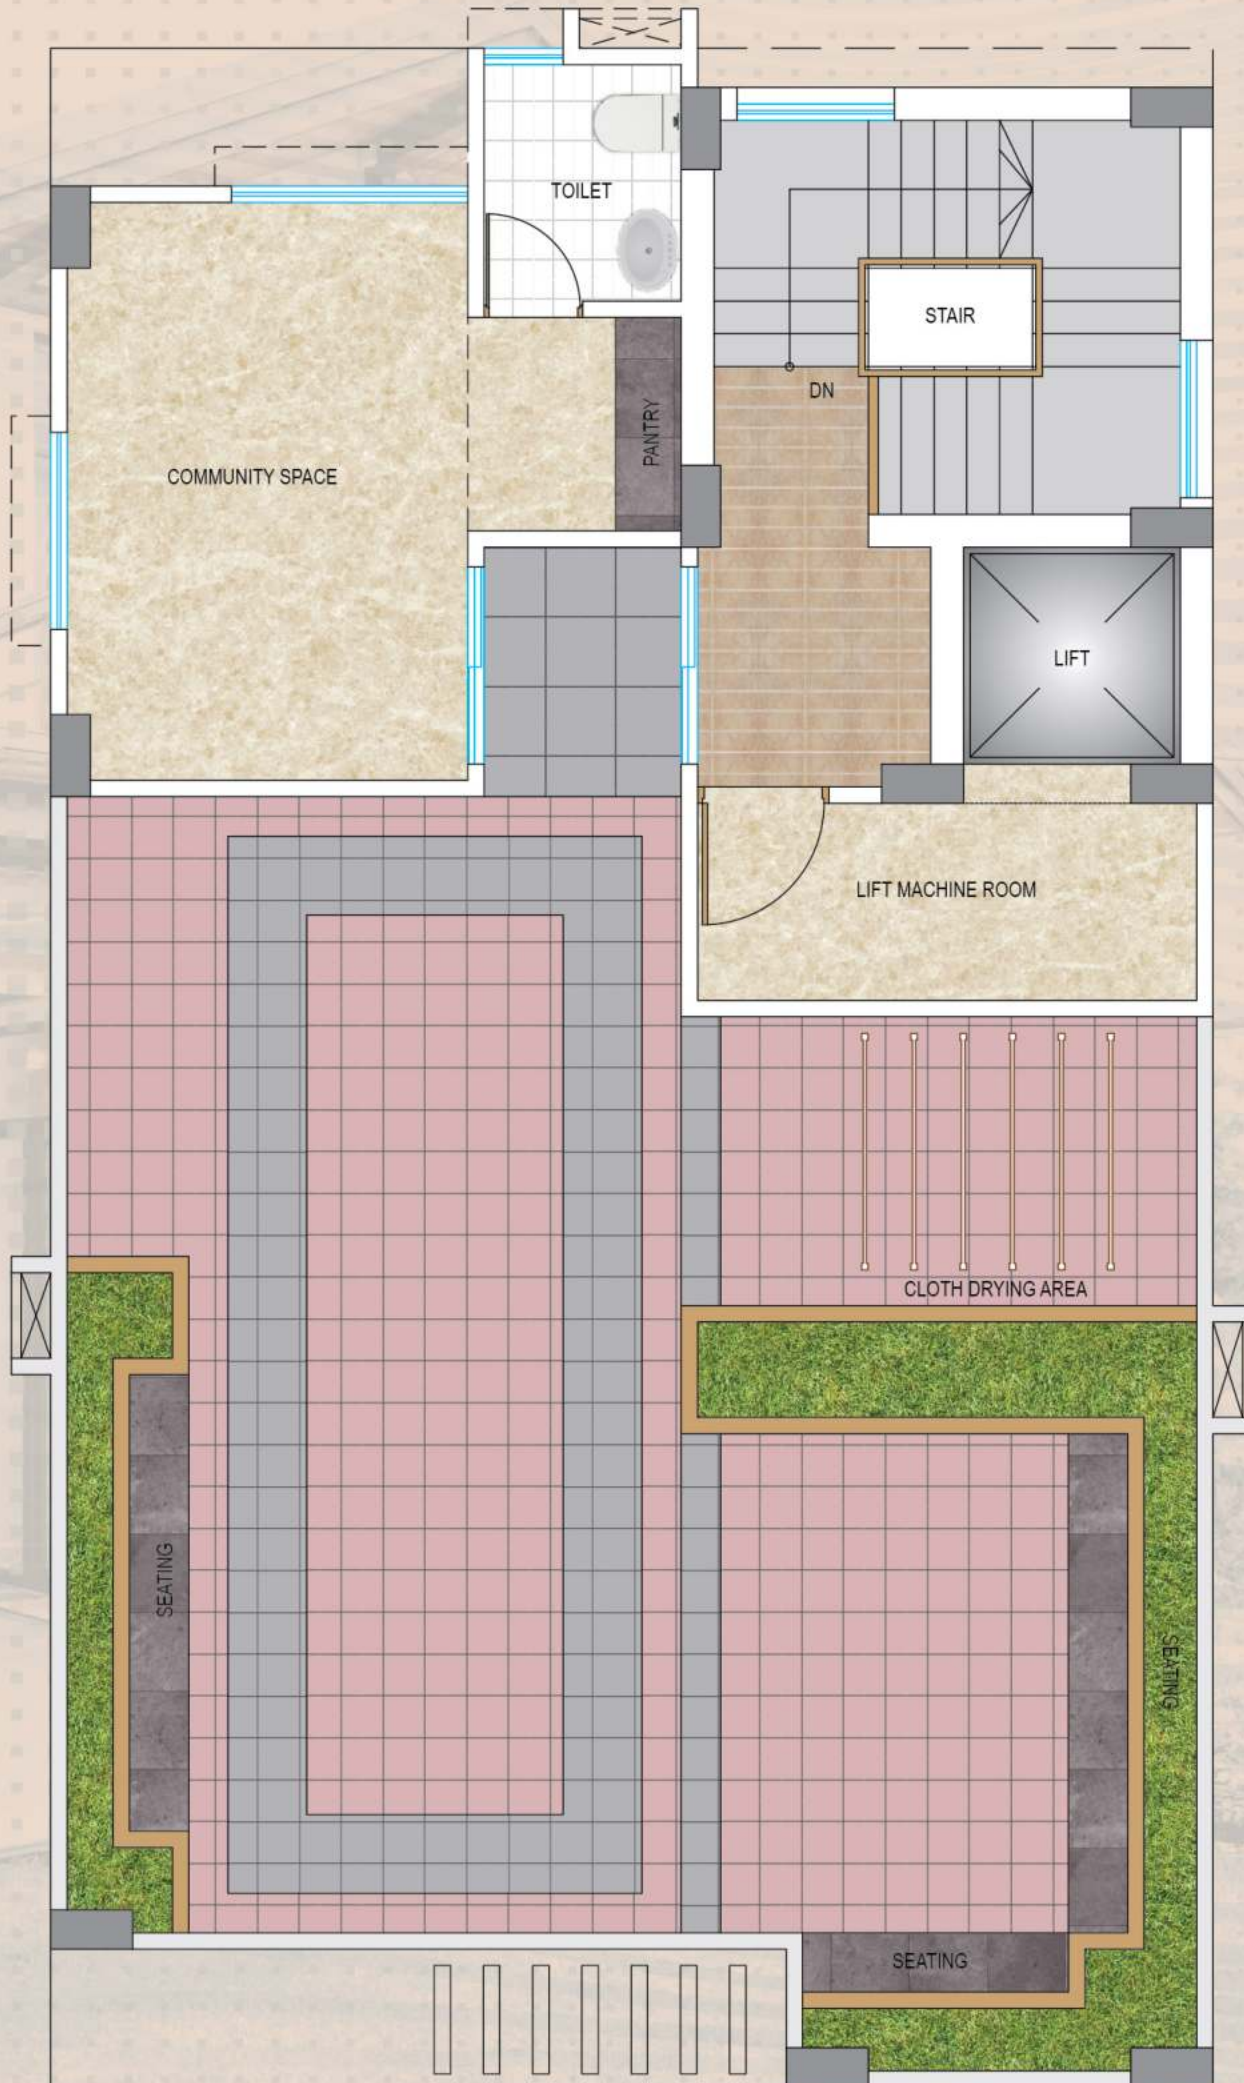 TOILET
STAIR
DN
PANTRY
COMMUNITY SPACE
LIFT
LIFT MACHINE ROOM
CLOTH DRYING AREA
SEATING
SEATING
SEATING